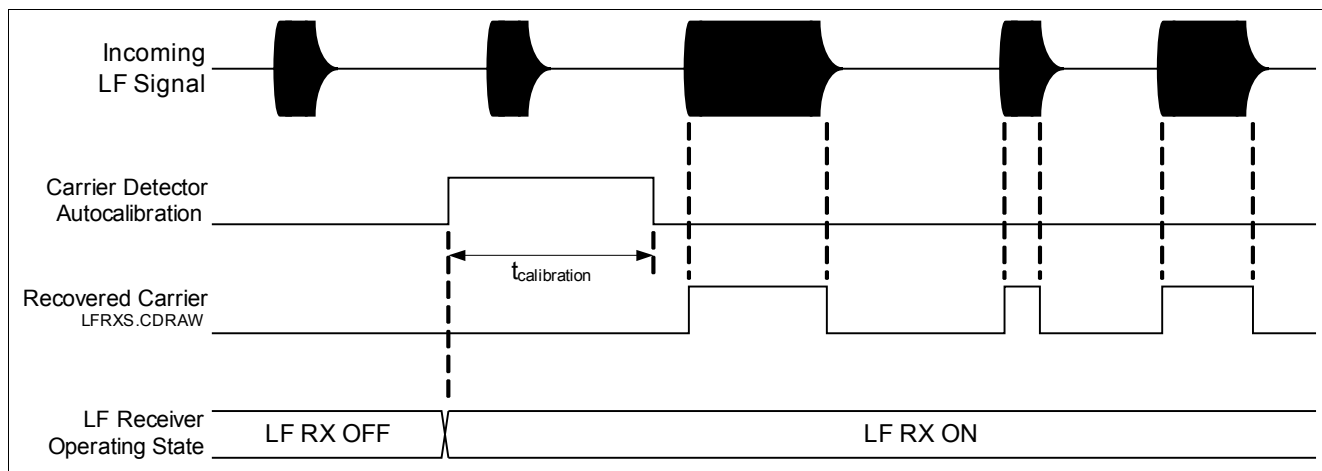 Incoming
LF Signal
Carrier Detector
Autocalibration
tcalibration
Recovered Carrier
LFRXS.CDRAW
LF Receiver
Operating State
LF RX OFF
LF RX ON